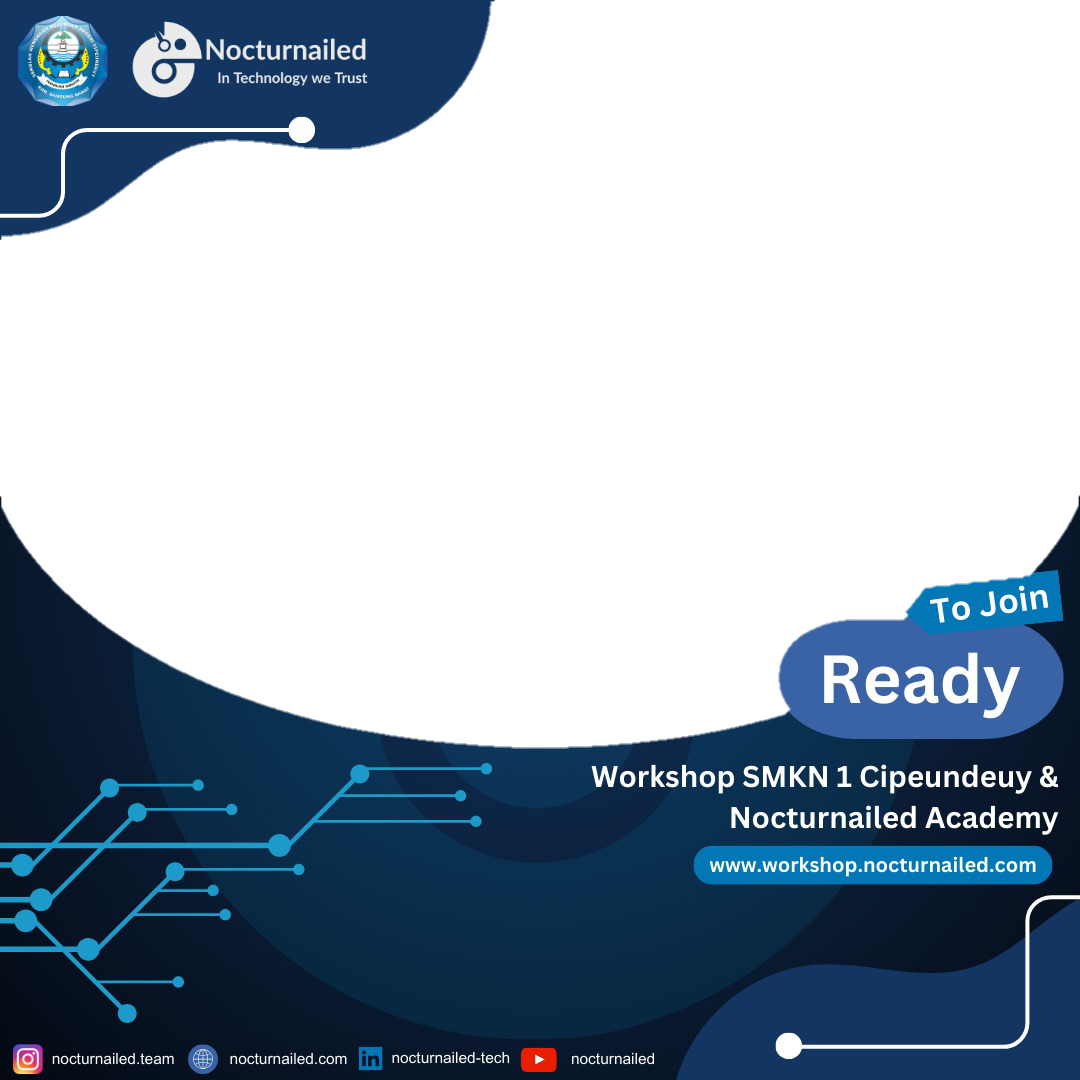 Nocturnailed
In Technology we Trust
To Join
Ready
Workshop SMKN 1 Cipeundeuy &
Nocturnailed Academy
www.workshop.nocturnailed.com
nocturnailed.team
nocturnailed.com
nocturnailed-tech
nocturnailed